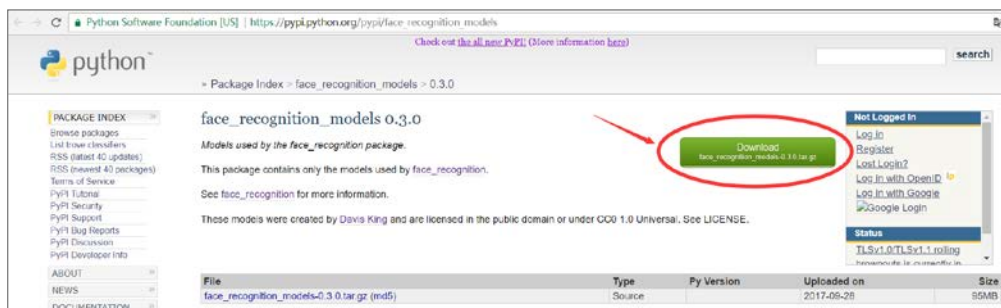 Python Software Foundation [US] | https://pypi.python.org/pypi/face_recognition_models
Check out the all new PyPI! (More information here)
python™
search
» Package Index > face_recognition_models > 0.3.0
PACKAGE INDEX
Browse packages
List trove classifiers
RSS (latest 40 updates)
RSS (newest 40 packages)
Terms of Service
PyPI Tutorial
PyPI Security
PyPI Support
PyPI Bug Reports
PyPI Discussion
PyPI Developer Info
ABOUT
NEWS
DOCUMENTATION
face_recognition_models 0.3.0
Models used by the face_recognition package.
This package contains only the models used by face_recognition.
See face_recognition for more information.
These models were created by Davis King and are licensed in the public domain or under CC0 1.0 Universal. See LICENSE.
Download
face_recognition_models-0.3.0.tar.gz
File Type Py Version Uploaded on Size
face_recognition_models-0.3.0.tar.gz (md5) Source 2017-09-28 95MB
Not Logged In
Log in
Register
Lost Login?
Log in with OpenID
Log in with Google
Google Login
Status
TLSv1.0/TLSv1.1 rolling
brownouts is currently in